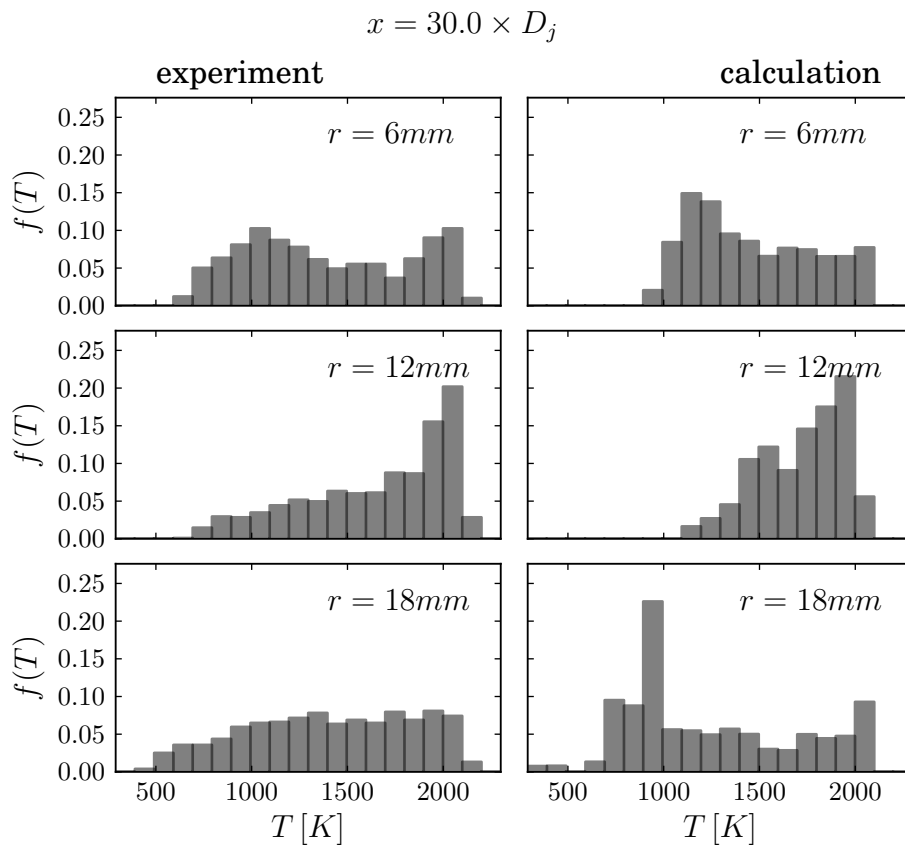 x = 30.0 × D_j
experiment calculation
0.25
0.20
0.15
0.10
0.05
0.00
f(T)
r = 6mm
r = 6mm
0.25
0.20
0.15
0.10
0.05
0.00
f(T)
r = 12mm
r = 12mm
0.25
0.20
0.15
0.10
0.05
0.00
f(T)
r = 18mm
r = 18mm
500 1000 1500 2000 500 1000 1500 2000
T [K] T [K]